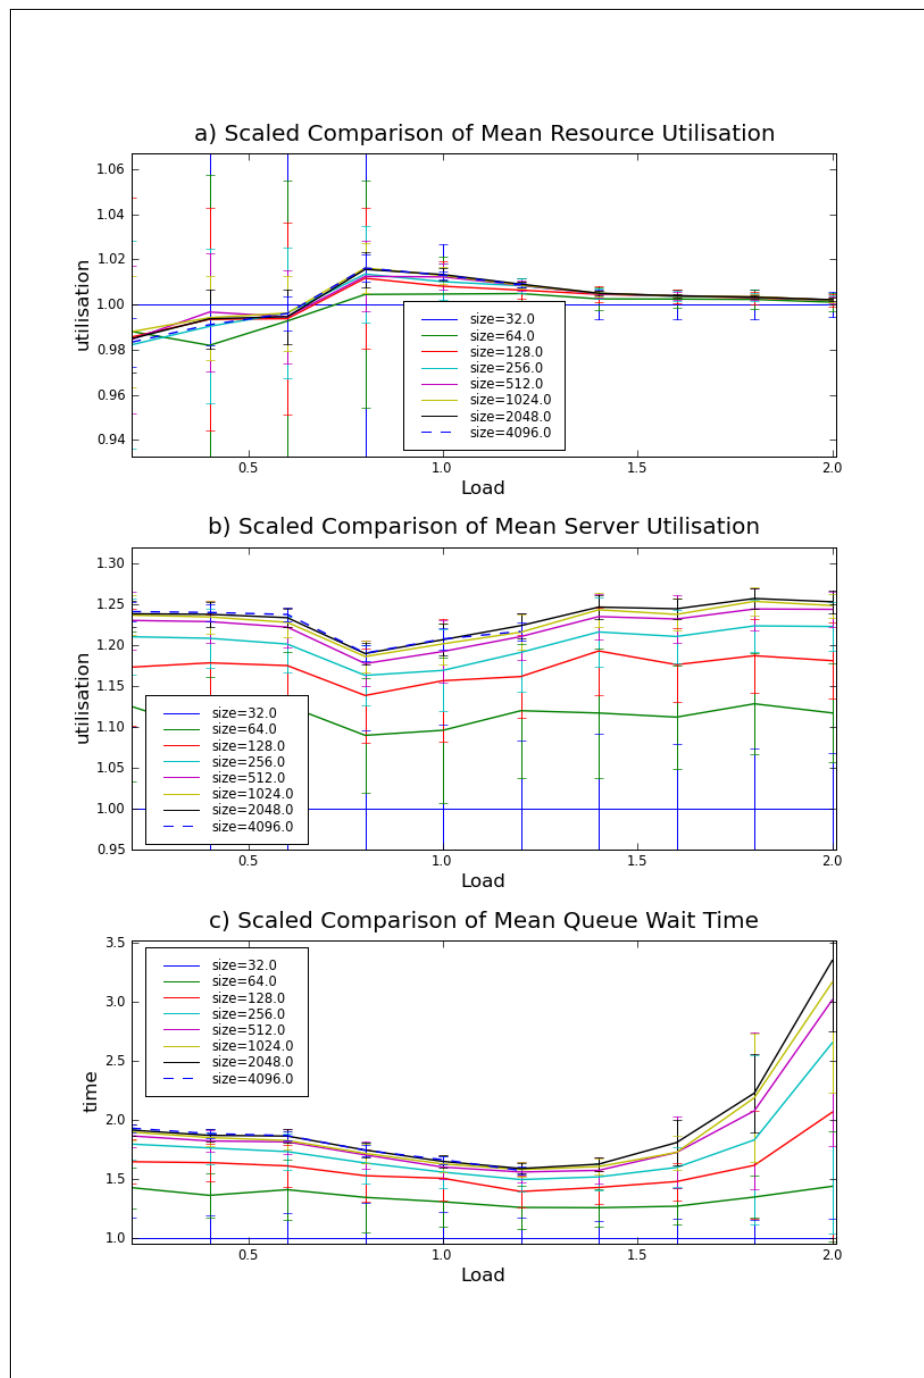 a) Scaled Comparison of Mean Resource Utilisation
1.06
1.04
1.02
1.00
0.98
0.96
0.94
utilisation
size=32.0
size=64.0
size=128.0
size=256.0
size=512.0
size=1024.0
size=2048.0
size=4096.0
0.5 1.0 1.5 2.0
Load
b) Scaled Comparison of Mean Server Utilisation
1.30
1.25
1.20
1.15
1.10
1.05
1.00
0.95
utilisation
size=32.0
size=64.0
size=128.0
size=256.0
size=512.0
size=1024.0
size=2048.0
size=4096.0
0.5 1.0 1.5 2.0
Load
c) Scaled Comparison of Mean Queue Wait Time
3.5
3.0
2.5
2.0
1.5
1.0
time
size=32.0
size=64.0
size=128.0
size=256.0
size=512.0
size=1024.0
size=2048.0
size=4096.0
0.5 1.0 1.5 2.0
Load